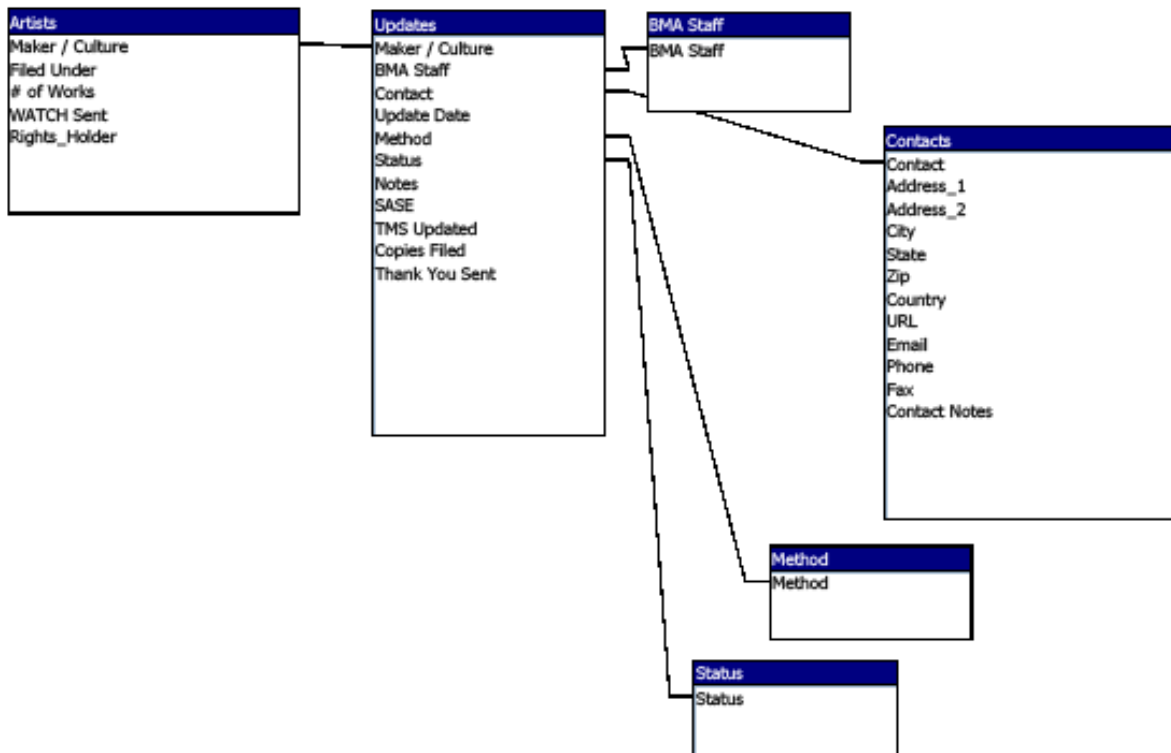 Artists
Maker / Culture
Filed Under
# of Works
WATCH Sent
Rights_Holder
Updates
Maker / Culture
BMA Staff
Contact
Update Date
Method
Status
Notes
SASE
TMS Updated
Copies Filed
Thank You Sent
BMA Staff
BMA Staff
Contacts
Contact
Address_1
Address_2
City
State
Zip
Country
URL
Email
Phone
Fax
Contact Notes
Method
Method
Status
Status